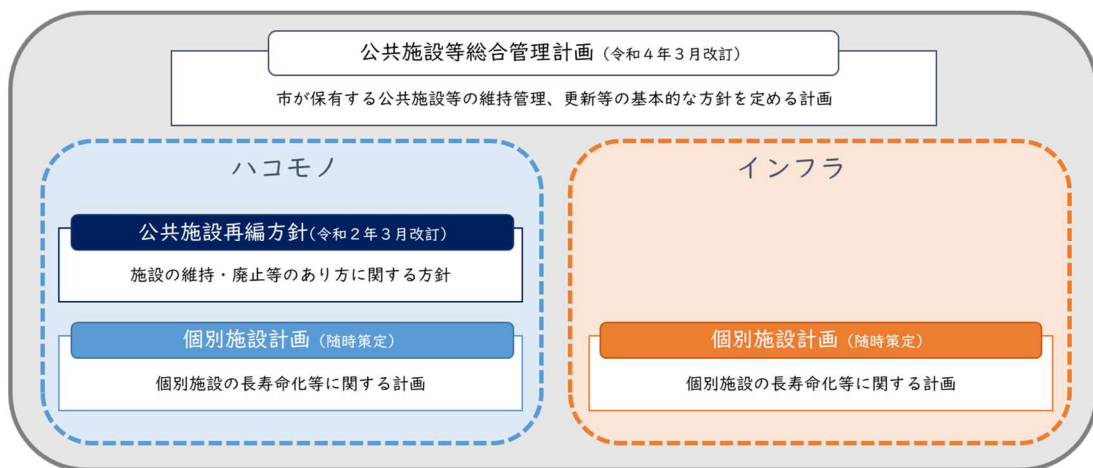 公共施設等総合管理計画（令和４年３月改訂）
市が保有する公共施設等の維持管理、更新等の基本的な方針を定める計画
ハコモノ
公共施設再編方針(令和２年３月改訂)
施設の維持・廃止等のあり方に関する方針
個別施設計画（随時策定）
個別施設の長寿命化等に関する計画
インフラ
個別施設計画（随時策定）
個別施設の長寿命化等に関する計画